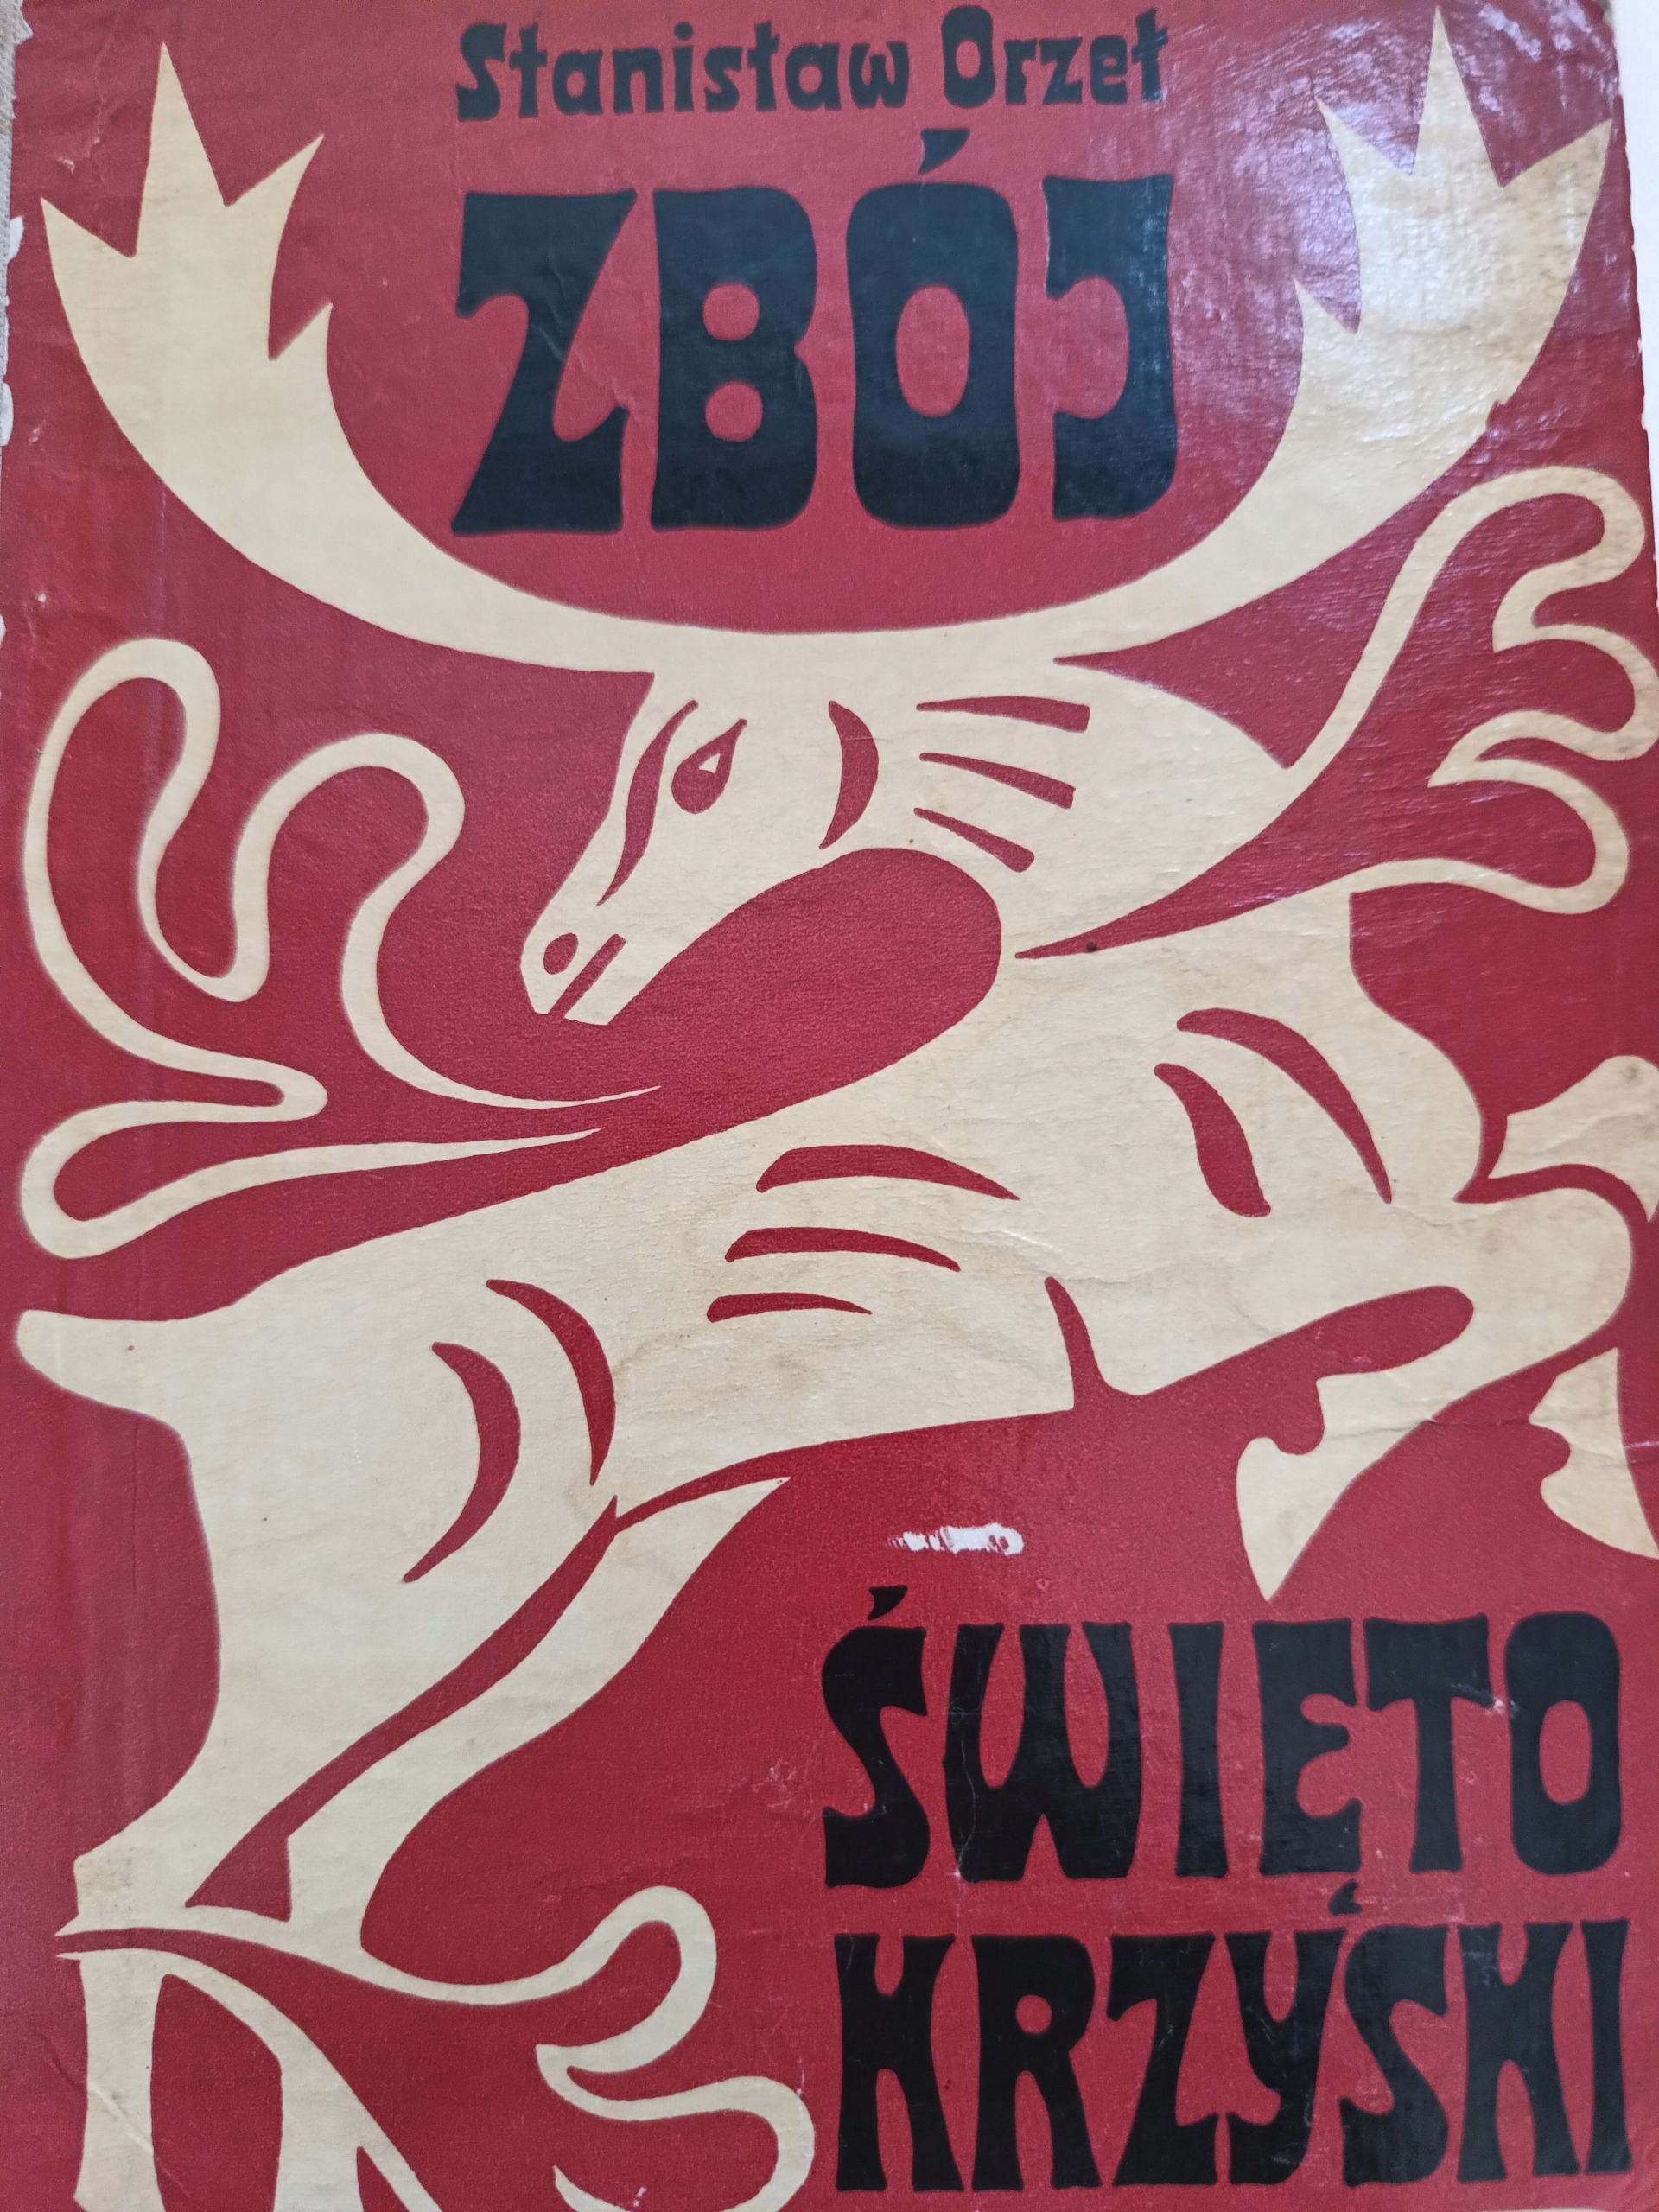 Stanisław Orzeł
ZBÓJ
ŚWIĘTO
KRZYSKI